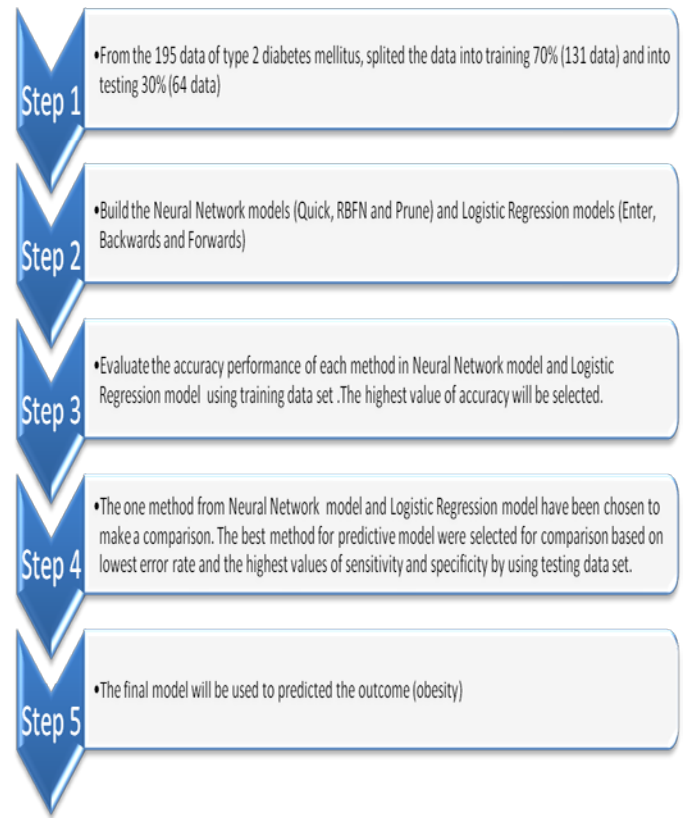 Step 1
•From the 195 data of type 2 diabetes mellitus, splited the data into training 70% (131 data) and into
testing 30% (64 data)
Step 2
•Build the Neural Network models (Quick, RBFN and Prune) and Logistic Regression models (Enter,
Backwards and Forwards)
Step 3
•Evaluate the accuracy performance of each method in Neural Network model and Logistic
Regression model using training data set .The highest value of accuracy will be selected.
Step 4
•The one method from Neural Network model and Logistic Regression model have been chosen to
make a comparison. The best method for predictive model were selected for comparison based on
lowest error rate and the highest values of sensitivity and specificity by using testing data set.
Step 5
•The final model will be used to predicted the outcome (obesity)